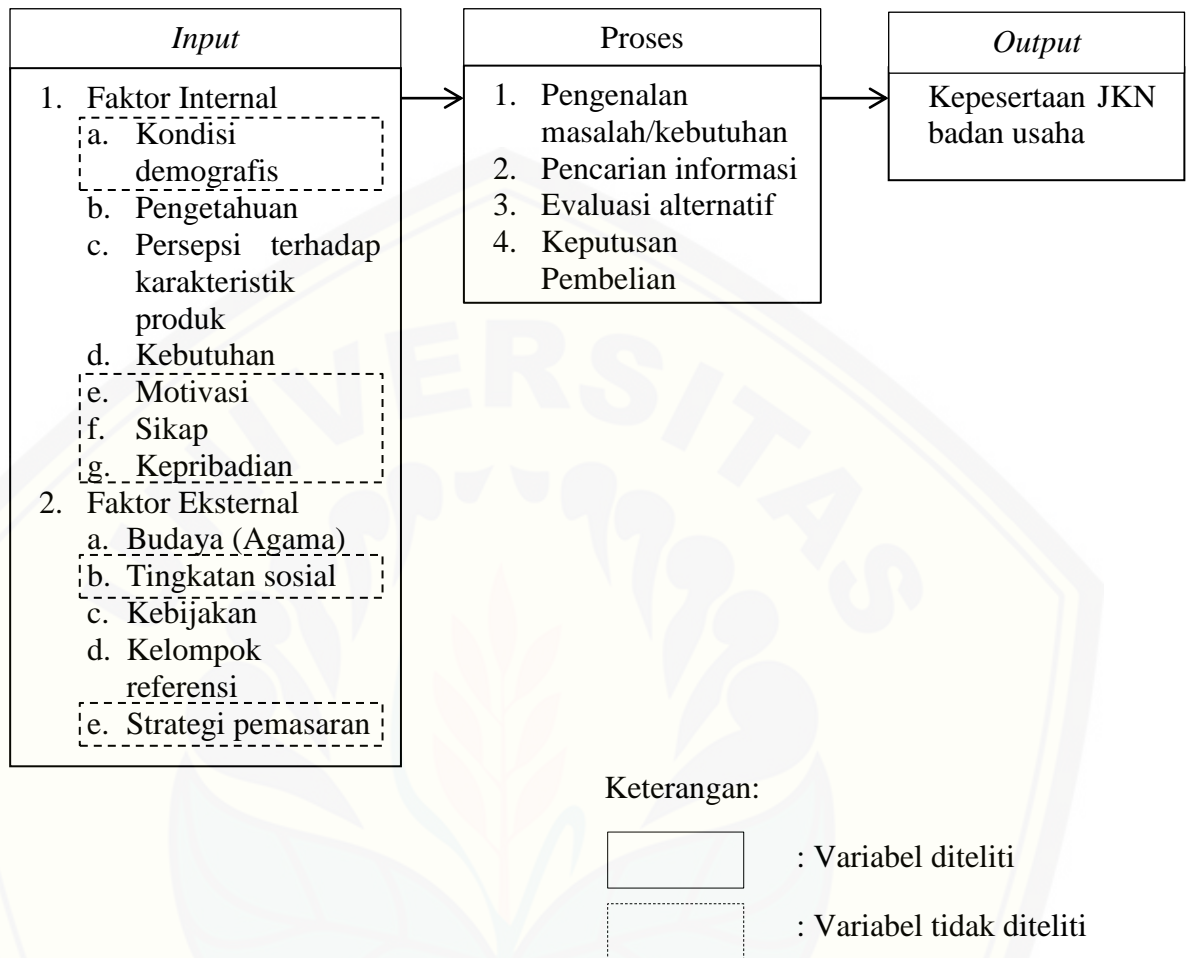 Input
1. Faktor Internal
a. Kondisi
demografis
b. Pengetahuan
c. Persepsi terhadap
karakteristik
produk
d. Kebutuhan
e. Motivasi
f. Sikap
g. Kepribadian
2. Faktor Eksternal
a. Budaya (Agama)
b. Tingkatan sosial
c. Kebijakan
d. Kelompok
referensi
e. Strategi pemasaran
Proses
1. Pengenalan
masalah/kebutuhan
2. Pencarian informasi
3. Evaluasi alternatif
4. Keputusan
Pembelian
Output
Kepesertaan JKN
badan usaha
Keterangan:
: Variabel diteliti
: Variabel tidak diteliti
UNIVERSITAS